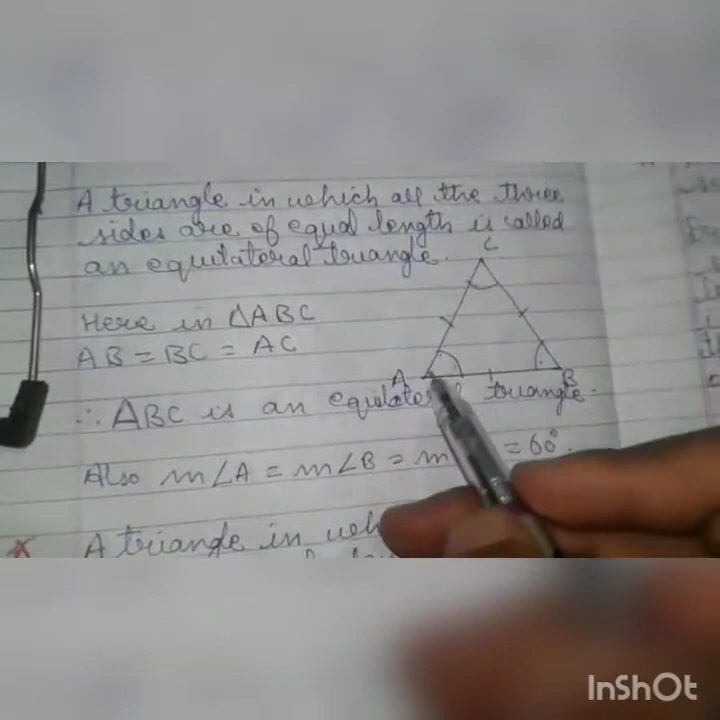 A triangle in which all the three
sides are of equal length is called
an equilateral triangle.
C
Here in △ABC
AB = BC = AC
A
B
∴ ABC is an equilate triangle.
Also m∠A = m∠B = m = 60°.
A triangle in
InShOt